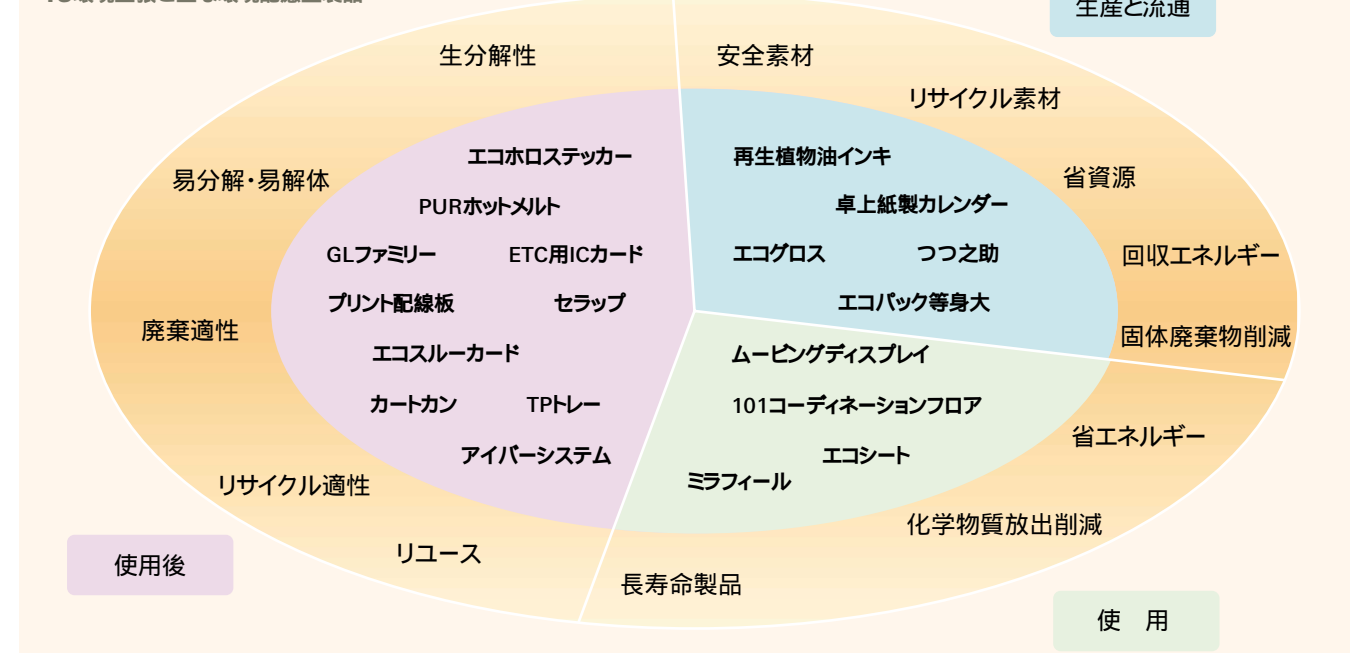 生産と流通
生分解性
安全素材
リサイクル素材
エコホロステッカー
再生植物油インキ
易分解・易解体
省資源
PURホットメルト
卓上紙製カレンダー
GLファミリー
ETC用ICカード
エコグロス
つつ之助
回収エネルギー
プリント配線板
セラップ
エコパック等身大
廃棄適性
固体廃棄物削減
エコスルーカード
ムービングディスプレイ
カートカン
TPトレー
101コーディネーションフロア
省エネルギー
アイバーシステム
エコシート
リサイクル適性
ミラフィール
化学物質放出削減
リユース
使用後
長寿命製品
使　用